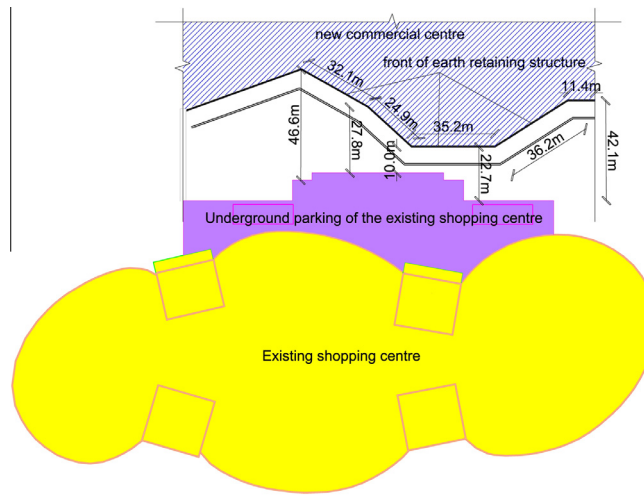 new commercial centre
front of earth retaining structure
32.1m
11.4m
24.9m
35.2m
46.6m
27.8m
10.0m
22.7m
36.2m
42.1m
Underground parking of the existing shopping centre
Existing shopping centre